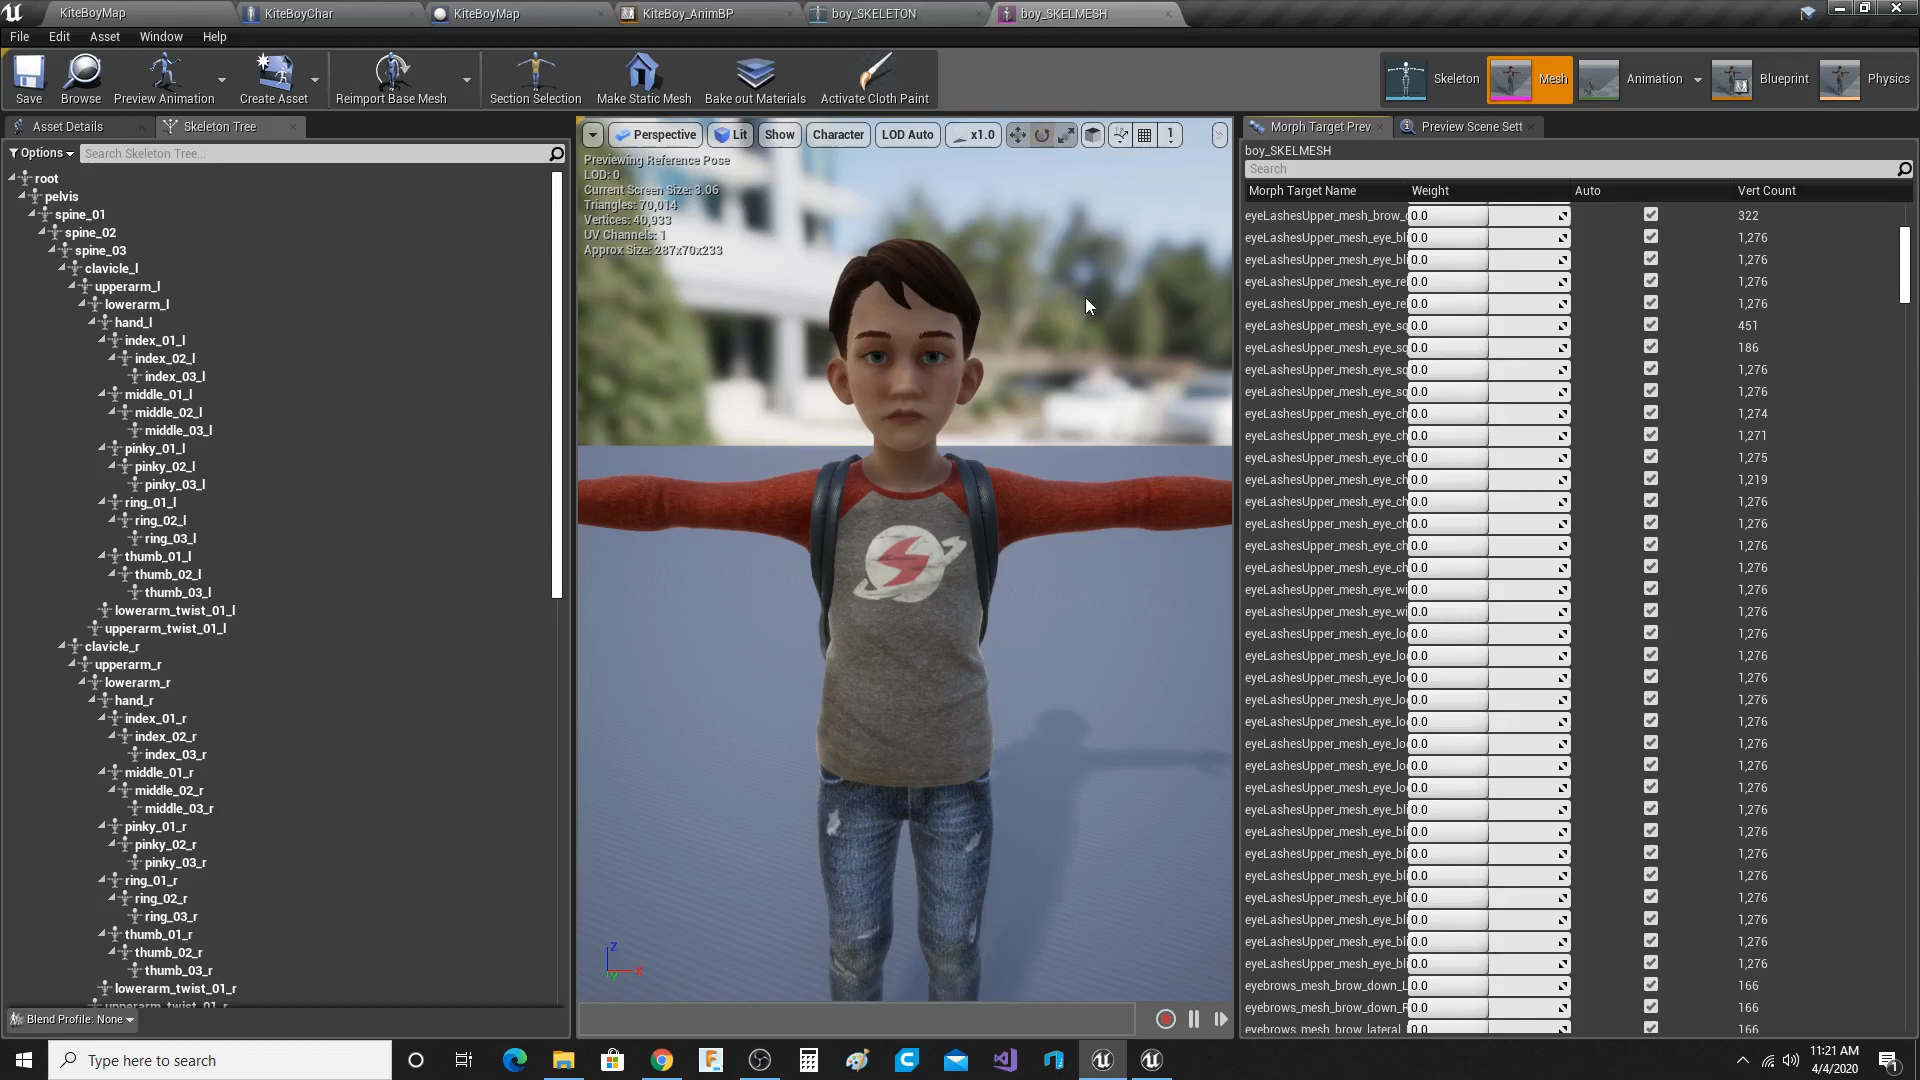 KiteBoyMap
KiteBoyChar
KiteBoyMap
KiteBoy_AnimBP
boy_SKELETON
boy_SKELMESH
File Edit Asset Window Help
Save
Browse
Preview Animation
Create Asset
Reimport Base Mesh
Section Selection
Make Static Mesh
Bake out Materials
Activate Cloth Paint
Skeleton
Mesh
Animation
Blueprint
Physics
Asset Details
Skeleton Tree
Options
Search Skeleton Tree...
root
pelvis
spine_01
spine_02
spine_03
clavicle_l
upperarm_l
lowerarm_l
hand_l
index_01_l
index_02_l
index_03_l
middle_01_l
middle_02_l
middle_03_l
pinky_01_l
pinky_02_l
pinky_03_l
ring_01_l
ring_02_l
ring_03_l
thumb_01_l
thumb_02_l
thumb_03_l
lowerarm_twist_01_l
upperarm_twist_01_l
clavicle_r
upperarm_r
lowerarm_r
hand_r
index_01_r
index_02_r
index_03_r
middle_01_r
middle_02_r
middle_03_r
pinky_01_r
pinky_02_r
pinky_03_r
ring_01_r
ring_02_r
ring_03_r
thumb_01_r
thumb_02_r
thumb_03_r
lowerarm_twist_01_r
upperarm_twist_01_r
Blend Profile: None
Perspective Lit Show Character LOD Auto x1.0 1
Previewing Reference Pose
LOD: 0
Current Screen Size: 3.06
Triangles: 70,014
Vertices: 40,933
UV Channels: 1
Approx Size: 287x70x233
Z
X
Y
Morph Target Prev
Preview Scene Sett
boy_SKELMESH
Search
Morph Target Name Weight Auto Vert Count
eyeLashesUpper_mesh_brow_ 0.0 322
eyeLashesUpper_mesh_eye_bl 0.0 1,276
eyeLashesUpper_mesh_eye_bl 0.0 1,276
eyeLashesUpper_mesh_eye_re 0.0 1,276
eyeLashesUpper_mesh_eye_re 0.0 1,276
eyeLashesUpper_mesh_eye_sq 0.0 451
eyeLashesUpper_mesh_eye_sq 0.0 186
eyeLashesUpper_mesh_eye_sq 0.0 1,276
eyeLashesUpper_mesh_eye_sq 0.0 1,276
eyeLashesUpper_mesh_eye_ch 0.0 1,274
eyeLashesUpper_mesh_eye_ch 0.0 1,271
eyeLashesUpper_mesh_eye_ch 0.0 1,275
eyeLashesUpper_mesh_eye_ch 0.0 1,219
eyeLashesUpper_mesh_eye_ch 0.0 1,276
eyeLashesUpper_mesh_eye_ch 0.0 1,276
eyeLashesUpper_mesh_eye_ch 0.0 1,276
eyeLashesUpper_mesh_eye_ch 0.0 1,276
eyeLashesUpper_mesh_eye_wi 0.0 1,276
eyeLashesUpper_mesh_eye_wi 0.0 1,276
eyeLashesUpper_mesh_eye_lo 0.0 1,276
eyeLashesUpper_mesh_eye_lo 0.0 1,276
eyeLashesUpper_mesh_eye_lo 0.0 1,276
eyeLashesUpper_mesh_eye_lo 0.0 1,276
eyeLashesUpper_mesh_eye_lo 0.0 1,276
eyeLashesUpper_mesh_eye_lo 0.0 1,276
eyeLashesUpper_mesh_eye_lo 0.0 1,276
eyeLashesUpper_mesh_eye_lo 0.0 1,276
eyeLashesUpper_mesh_eye_bl 0.0 1,276
eyeLashesUpper_mesh_eye_bl 0.0 1,276
eyeLashesUpper_mesh_eye_bl 0.0 1,276
eyeLashesUpper_mesh_eye_bl 0.0 1,276
eyeLashesUpper_mesh_eye_bl 0.0 1,276
eyeLashesUpper_mesh_eye_bl 0.0 1,276
eyeLashesUpper_mesh_eye_bl 0.0 1,276
eyeLashesUpper_mesh_eye_bl 0.0 1,276
eyebrows_mesh_brow_down_L 0.0 166
eyebrows_mesh_brow_down_F 0.0 166
eyebrows_mesh_brow_lateral_ 0.0 166
Type here to search
11:21 AM
4/4/2020
1